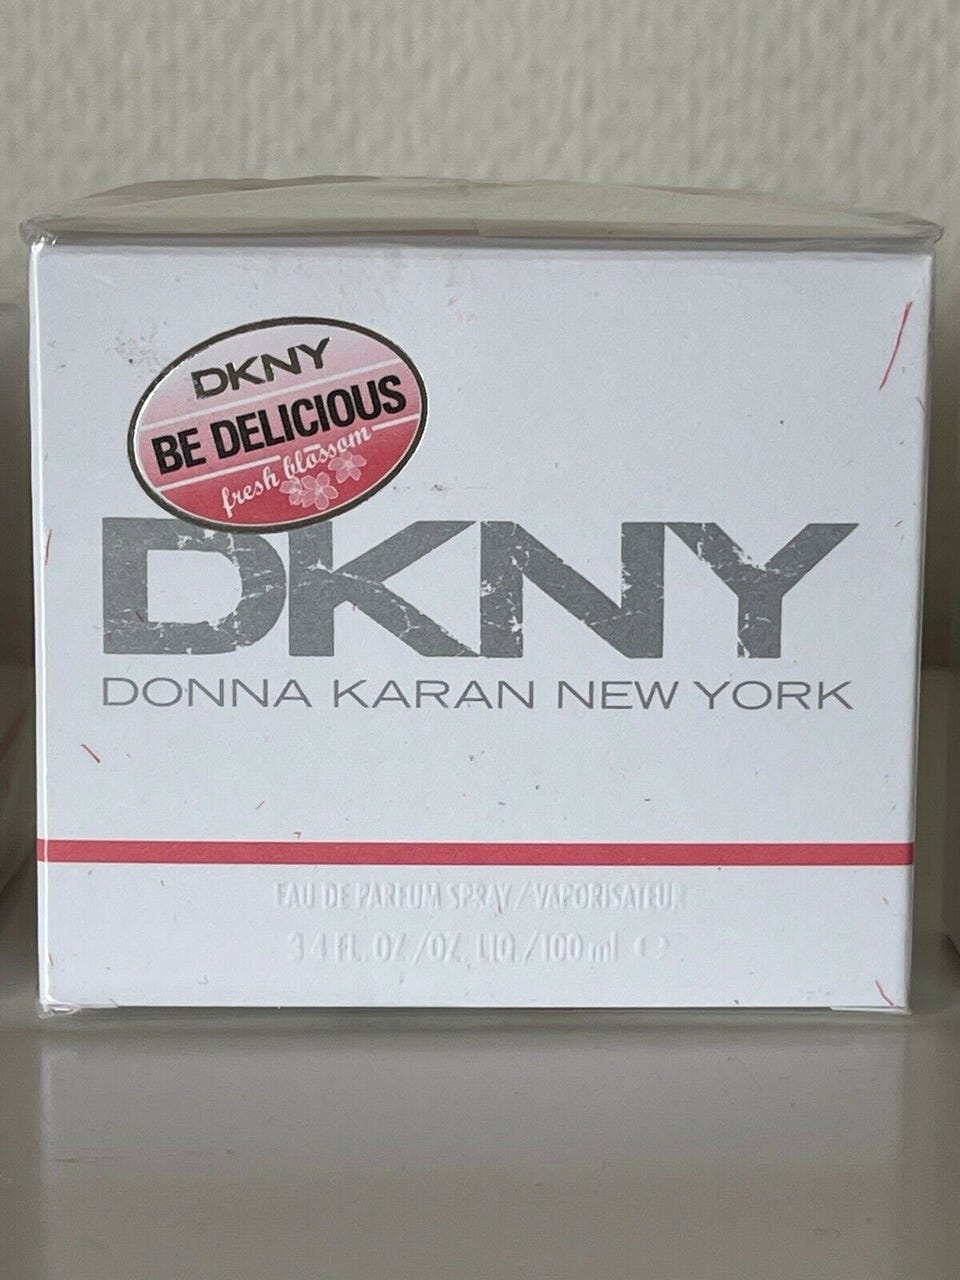 DKNY
BE DELICIOUS
fresh blossom
DKNY
DONNA KARAN NEW YORK
EAU DE PARFUM SPRAY/VAPORISATEUR
3.4 FL. OZ./OZ. LIQ./100 ml ℮